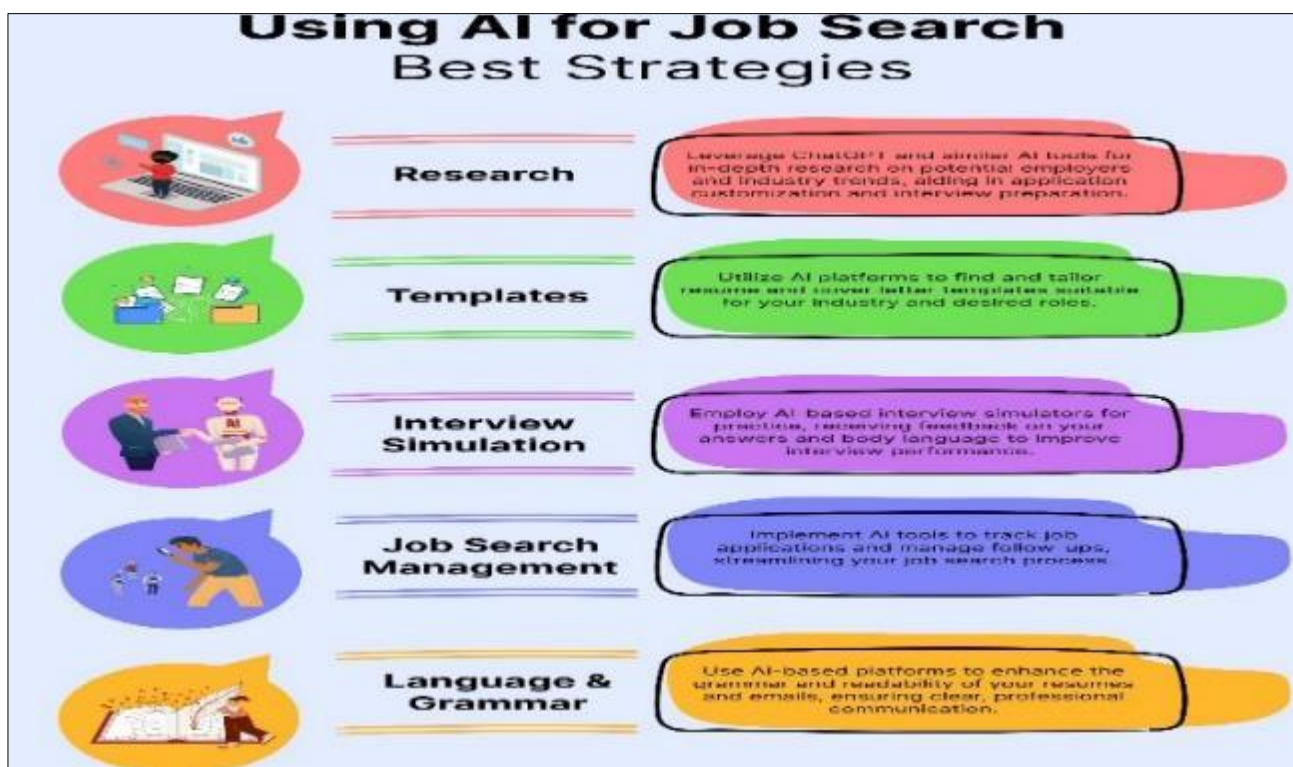 Using AI for Job Search
Best Strategies
Research
Leverage ChatGPT and similar AI tools for
in-depth research on potential employers
and industry trends, aiding in application
customization and interview preparation.
Templates
Utilize AI platforms to find and tailor
resume and cover letter templates suitable
for your industry and desired roles.
Interview
Simulation
AI
Employ AI-based interview simulators for
practice, receiving feedback on your
answers and body language to improve
interview performance.
Job Search
Management
Implement AI tools to track job
applications and manage follow-ups,
streamlining your job search process.
Language &
Grammar
Use AI-based platforms to enhance the
grammar and readability of your resumes
and emails, ensuring clear, professional
communication.